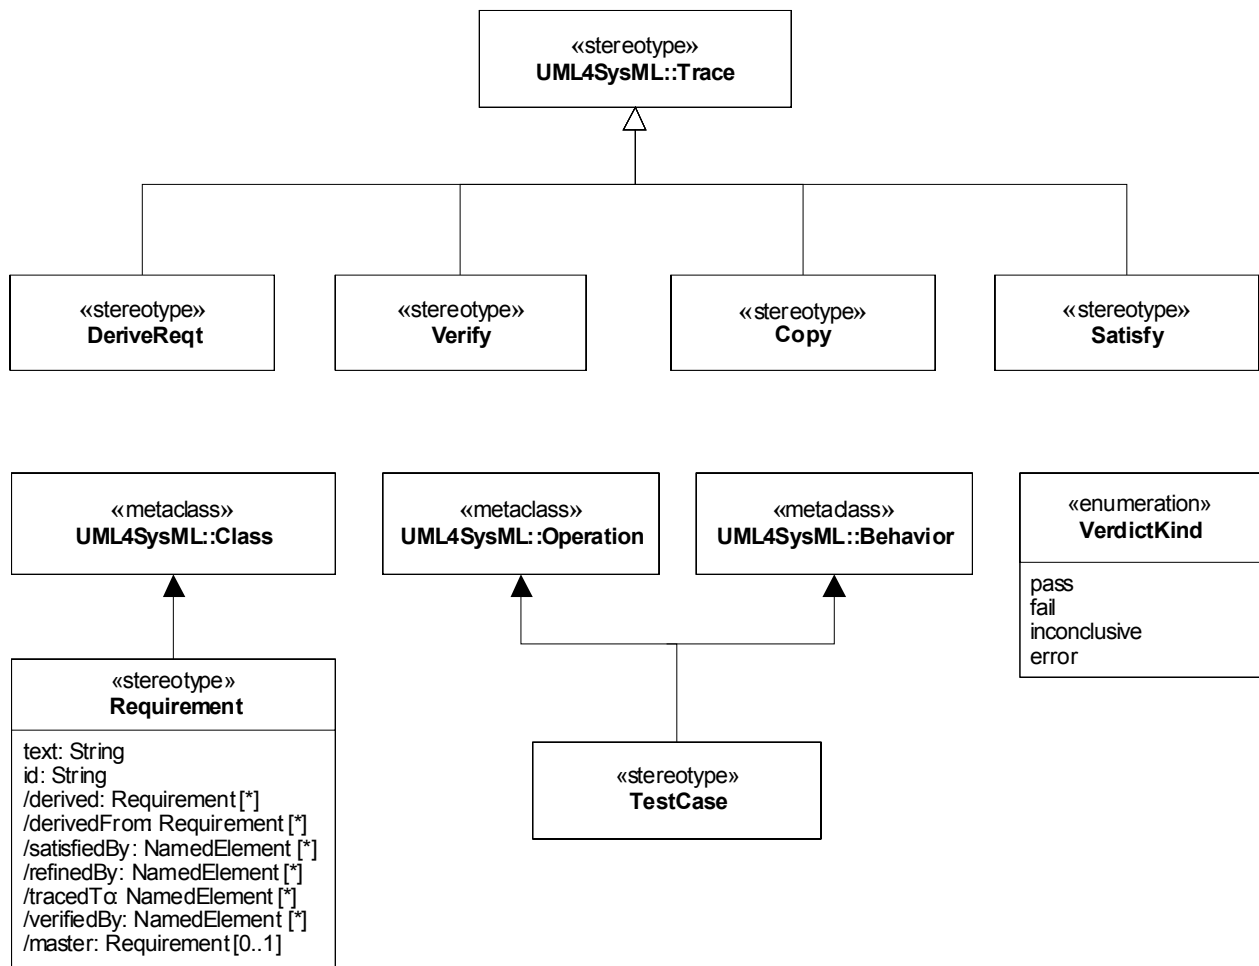 «stereotype»
UML4SysML::Trace
«stereotype»
DeriveReqt
«stereotype»
Verify
«stereotype»
Copy
«stereotype»
Satisfy
«metaclass»
UML4SysML::Class
«metaclass»
UML4SysML::Operation
«metaclass»
UML4SysML::Behavior
«enumeration»
VerdictKind
pass
fail
inconclusive
error
«stereotype»
Requirement
text: String
id: String
/derived: Requirement [*]
/derivedFrom: Requirement [*]
/satisfiedBy: NamedElement [*]
/refinedBy: NamedElement [*]
/tracedTo: NamedElement [*]
/verifiedBy: NamedElement [*]
/master: Requirement [0..1]
«stereotype»
TestCase